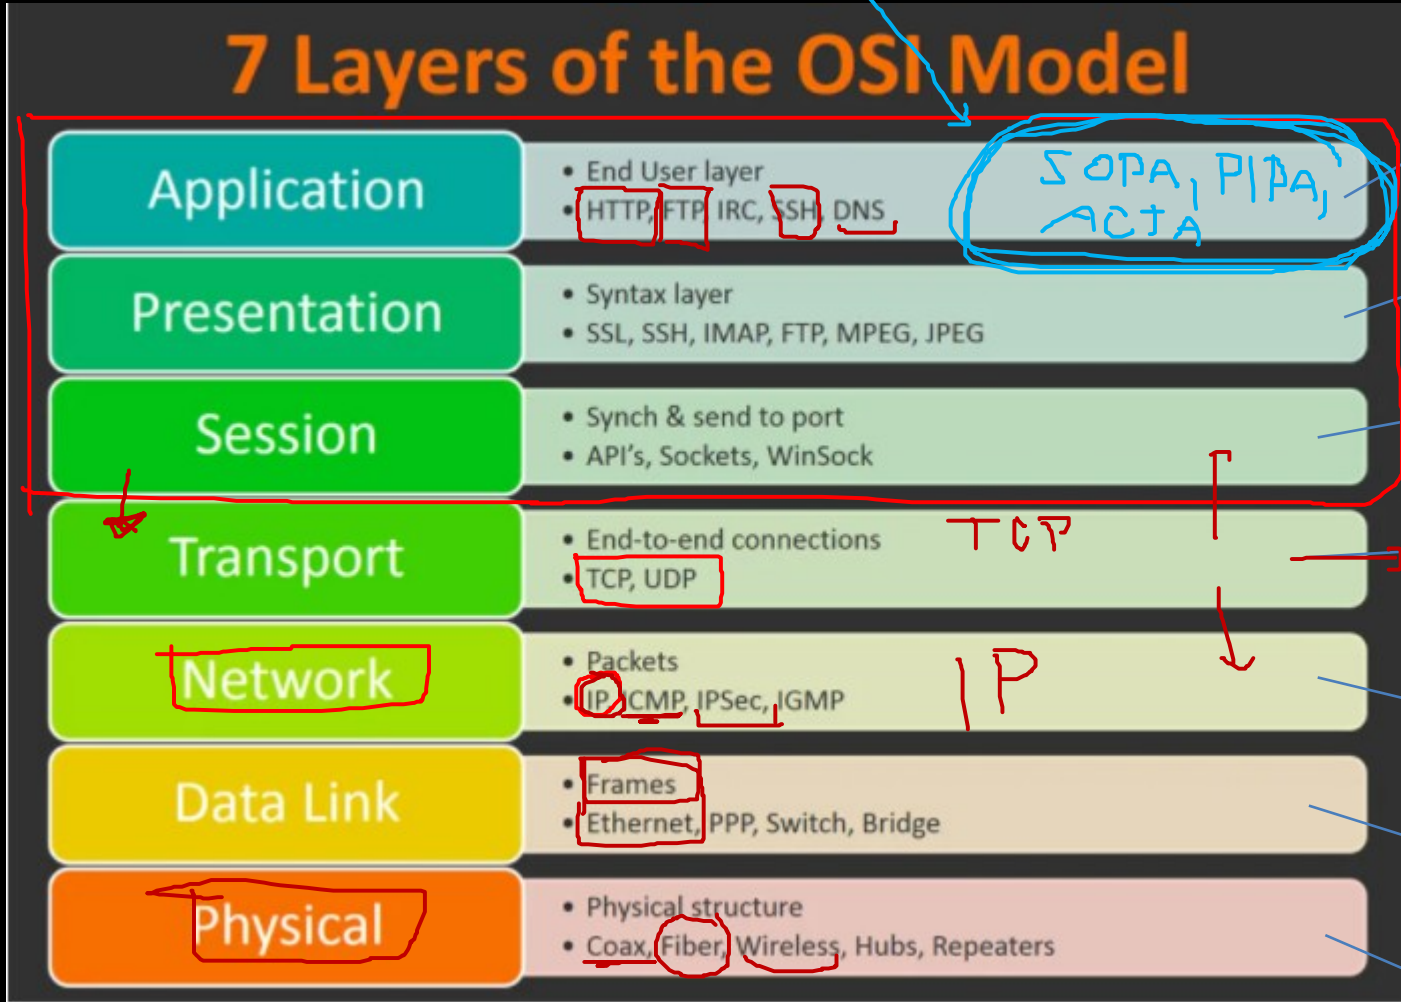 7 Layers of the OSI Model
Application
• End User layer
• HTTP, FTP, IRC, SSH, DNS
SOPA, PIPA,
ACTA
Presentation
• Syntax layer
• SSL, SSH, IMAP, FTP, MPEG, JPEG
Session
• Synch & send to port
• API's, Sockets, WinSock
Transport
• End-to-end connections
• TCP, UDP
TCP
Network
• Packets
• IP, ICMP, IPSec, IGMP
IP
Data Link
• Frames
• Ethernet, PPP, Switch, Bridge
Physical
• Physical structure
• Coax, Fiber, Wireless, Hubs, Repeaters